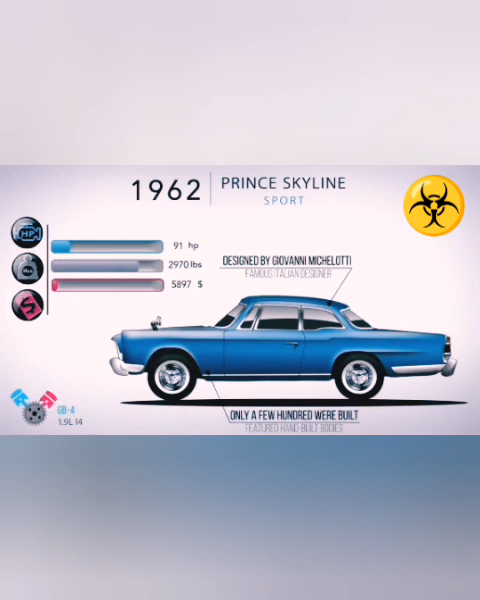 1962
PRINCE SKYLINE
SPORT
HP
91 hp
2970 lbs
lbs
5897 $
S
DESIGNED BY GIOVANNI MICHELOTTI
FAMOUS ITALIAN DESIGNER
ONLY A FEW HUNDRED WERE BUILT
FEATURED HAND-BUILT BODIES
GB-4
1.9L I4